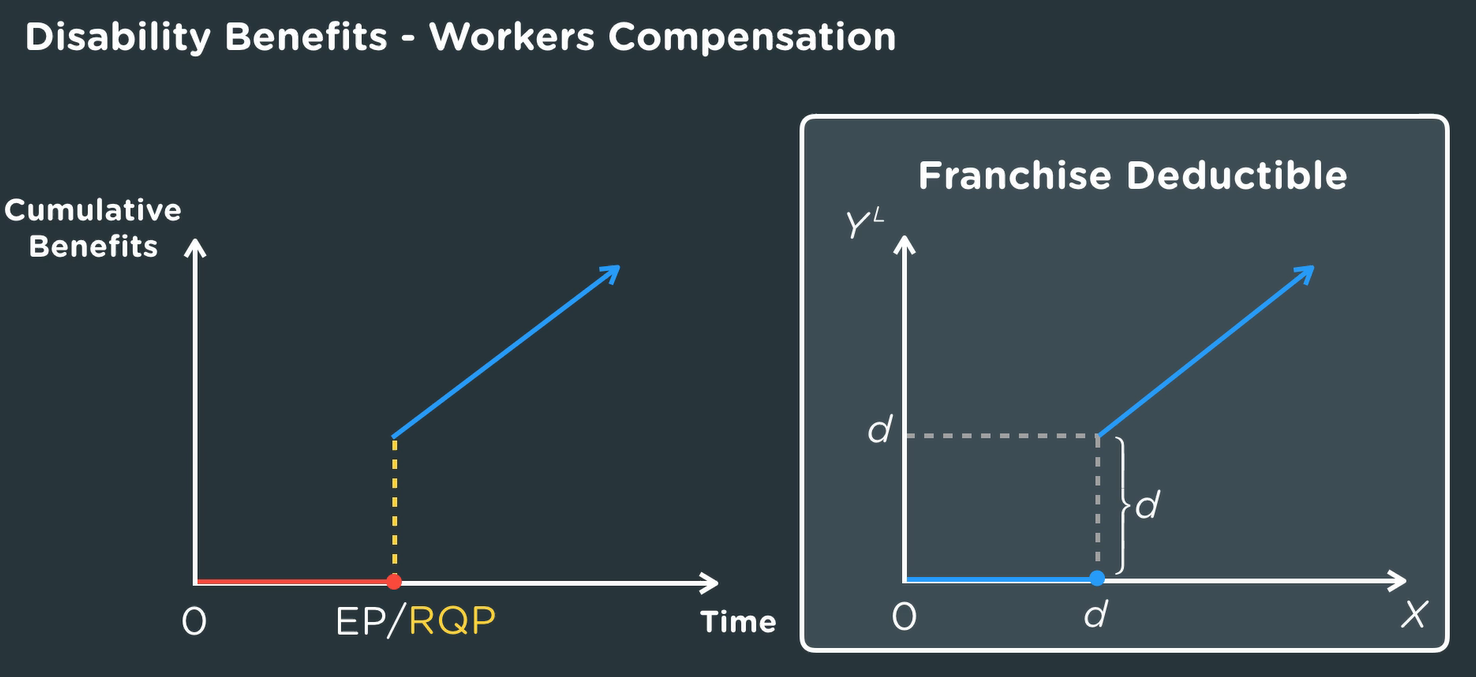 Disability Benefits - Workers Compensation
Cumulative
Benefits
0
EP/RQP
Time
Franchise Deductible
Y^L
d
d
0
d
X